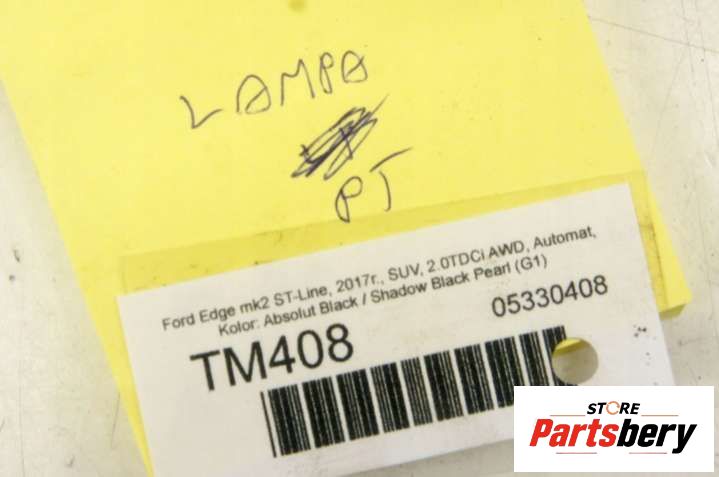 LAMPA
PT
Ford Edge mk2 ST-Line, 2017r., SUV, 2.0TDCi AWD, Automat,
Kolor: Absolut Black / Shadow Black Pearl (G1)
TM408
05330408
STORE
Partsbery